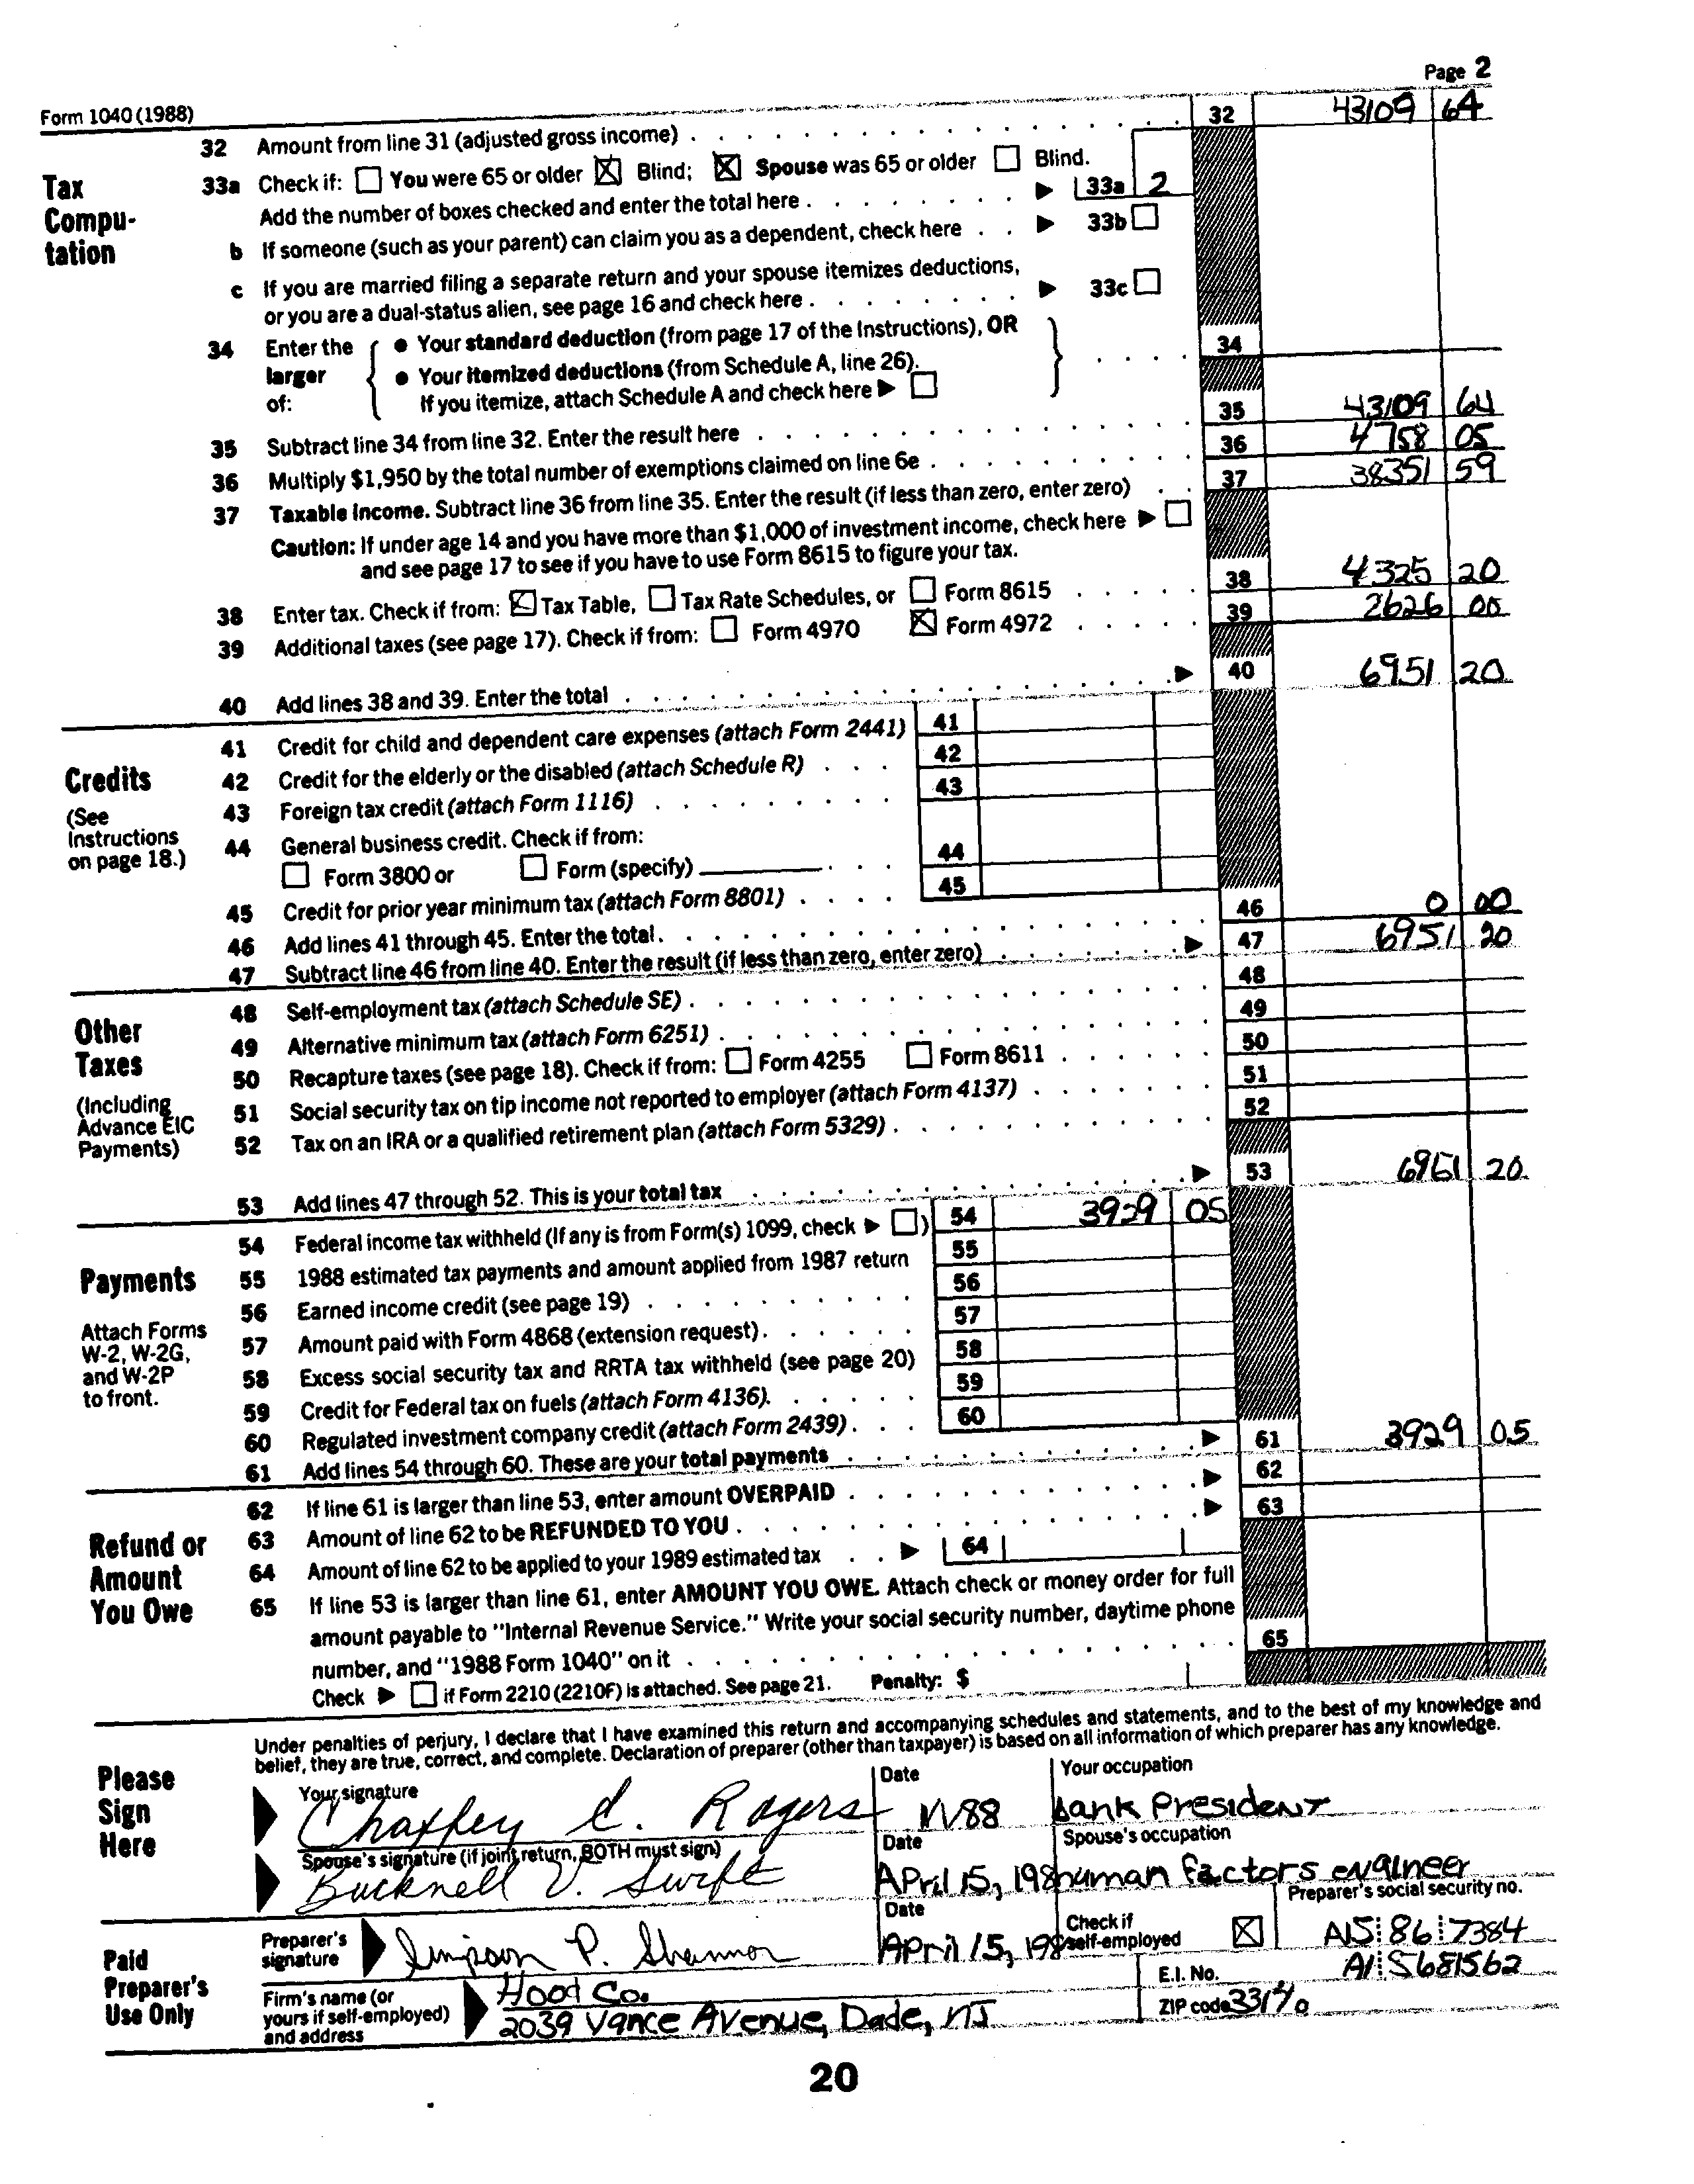 Page 2
Form 1040 (1988)
32 Amount from line 31 (adjusted gross income) 32 43109 64
Tax Compu- tation
33a Check if: You were 65 or older ☒ Blind; ☒ Spouse was 65 or older Blind.
Add the number of boxes checked and enter the total here 33a 2
b If someone (such as your parent) can claim you as a dependent, check here 33b
c If you are married filing a separate return and your spouse itemizes deductions,
or you are a dual-status alien, see page 16 and check here 33c
34 Enter the larger of: • Your standard deduction (from page 17 of the Instructions), OR 34
• Your itemized deductions (from Schedule A, line 26).
If you itemize, attach Schedule A and check here
35 Subtract line 34 from line 32. Enter the result here 35 43109 64
36 Multiply $1,950 by the total number of exemptions claimed on line 6e 36 4758 05
37 Taxable income. Subtract line 36 from line 35. Enter the result (if less than zero, enter zero) 37 38351 59
Caution: If under age 14 and you have more than $1,000 of investment income, check here
and see page 17 to see if you have to use Form 8615 to figure your tax.
38 Enter tax. Check if from: ☒ Tax Table, Tax Rate Schedules, or Form 8615 38 4325 20
39 Additional taxes (see page 17). Check if from: Form 4970 ☒ Form 4972 39 2626 00
40 Add lines 38 and 39. Enter the total 40 6951 20
Credits
(See Instructions on page 18.)
41 Credit for child and dependent care expenses (attach Form 2441) 41
42 Credit for the elderly or the disabled (attach Schedule R) 42
43 Foreign tax credit (attach Form 1116) 43
44 General business credit. Check if from:
Form 3800 or Form (specify) 44
45 Credit for prior year minimum tax (attach Form 8801) 45
46 Add lines 41 through 45. Enter the total. 46 0 00
47 Subtract line 46 from line 40. Enter the result (if less than zero, enter zero) 47 6951 20
Other Taxes
(Including Advance EIC Payments)
48 Self-employment tax (attach Schedule SE) 48
49 Alternative minimum tax (attach Form 6251) 49
50 Recapture taxes (see page 18). Check if from: Form 4255 Form 8611 50
51 Social security tax on tip income not reported to employer (attach Form 4137) 51
52 Tax on an IRA or a qualified retirement plan (attach Form 5329) 52
53 Add lines 47 through 52. This is your total tax 53 6951 20
Payments
Attach Forms W-2, W-2G, and W-2P to front.
54 Federal income tax withheld (If any is from Form(s) 1099, check ) 54 3929 05
55 1988 estimated tax payments and amount applied from 1987 return 55
56 Earned income credit (see page 19) 56
57 Amount paid with Form 4868 (extension request) 57
58 Excess social security tax and RRTA tax withheld (see page 20) 58
59 Credit for Federal tax on fuels (attach Form 4136) 59
60 Regulated investment company credit (attach Form 2439) 60
61 Add lines 54 through 60. These are your total payments 61 3929 05
Refund or Amount You Owe
62 If line 61 is larger than line 53, enter amount OVERPAID 62
63 Amount of line 62 to be REFUNDED TO YOU 63
64 Amount of line 62 to be applied to your 1989 estimated tax 64
65 If line 53 is larger than line 61, enter AMOUNT YOU OWE. Attach check or money order for full
amount payable to "Internal Revenue Service." Write your social security number, daytime phone
number, and "1988 Form 1040" on it 65
Check if Form 2210 (2210F) is attached. See page 21. Penalty: $
Please Sign Here
Under penalties of perjury, I declare that I have examined this return and accompanying schedules and statements, and to the best of my knowledge and
belief, they are true, correct, and complete. Declaration of preparer (other than taxpayer) is based on all information of which preparer has any knowledge.
Your signature Date Your occupation
Chaffey C. Rogers Bank President
Spouse's signature (if joint return, BOTH must sign) Date Spouse's occupation
Bucknell V. Swift April 15, 198 human factors engineer
Paid Preparer's Use Only
Preparer's signature Date Check if self-employed ☒ Preparer's social security no.
Simpson P. Shannon April 15, 198 A15 86 7384
Firm's name (or yours if self-employed) and address
Hood Co. E.I. No. A1 5681562
2039 Vance Avenue, Dade, NJ ZIP code 33170
20